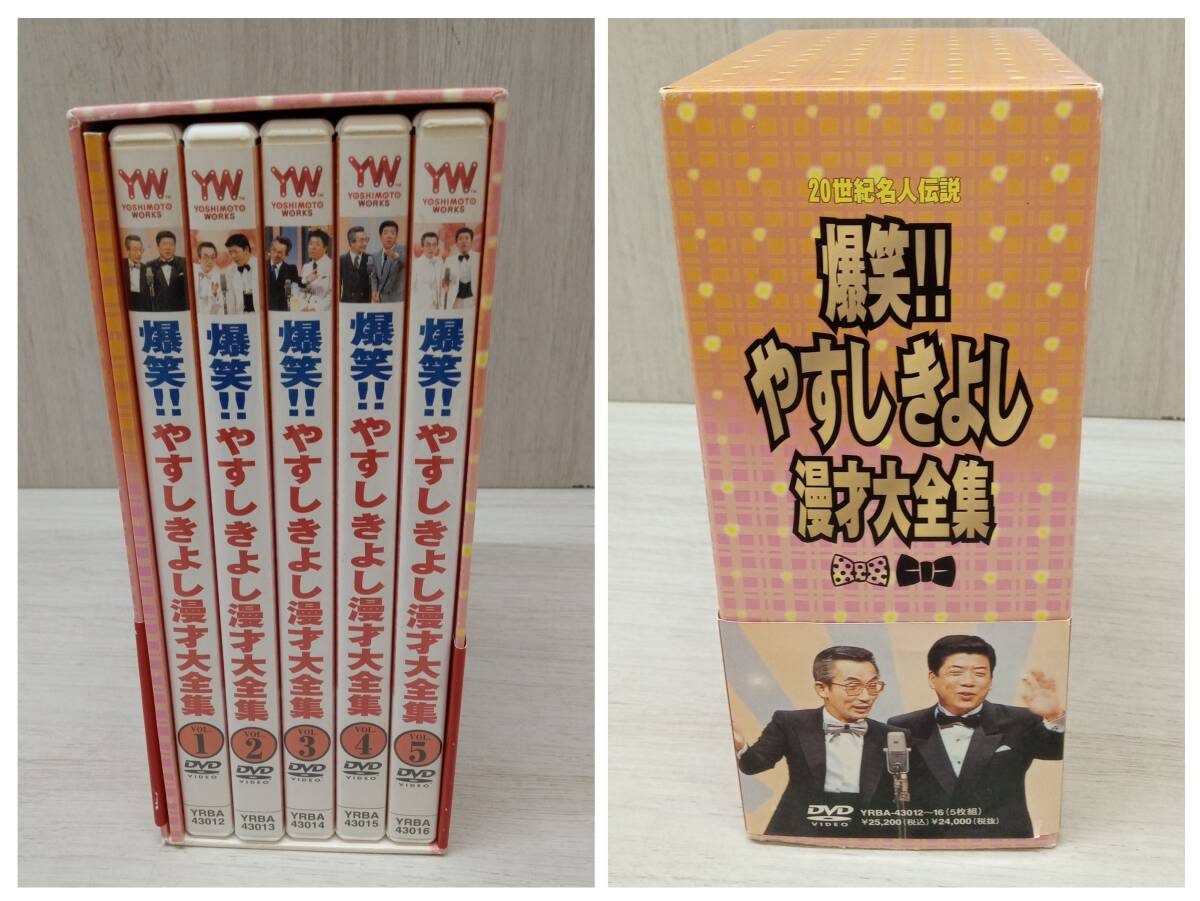 YW
YOSHIMOTO
WORKS
爆笑!!やすしきよし漫才大全集
VOL.
1
DVD
VIDEO
YRBA
43012
YW
YOSHIMOTO
WORKS
爆笑!!やすしきよし漫才大全集
VOL.
2
DVD
VIDEO
YRBA
43013
YW
YOSHIMOTO
WORKS
爆笑!!やすしきよし漫才大全集
VOL.
3
DVD
VIDEO
YRBA
43014
YW
YOSHIMOTO
WORKS
爆笑!!やすしきよし漫才大全集
VOL.
4
DVD
VIDEO
YRBA
43015
YW TM
YOSHIMOTO
WORKS
爆笑!!やすしきよし漫才大全集
VOL.
5
DVD
VIDEO
YRBA
43016
20世紀名人伝説
爆笑!!
やすしきよし
漫才大全集
DVD
VIDEO
YRBA-43012～16(5枚組)
¥25,200(税込)¥24,000(税抜)